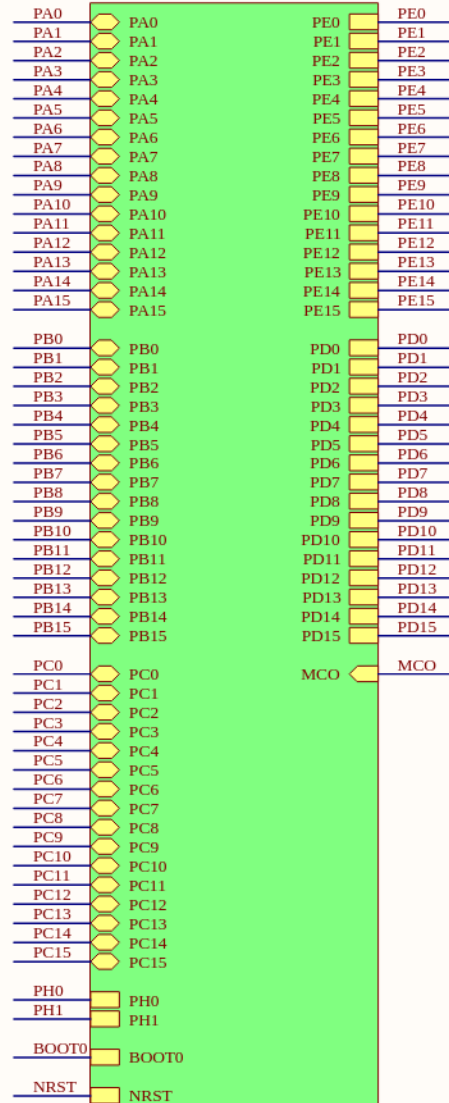 PA0 PA0 PE0 PE0
PA1 PA1 PE1 PE1
PA2 PA2 PE2 PE2
PA3 PA3 PE3 PE3
PA4 PA4 PE4 PE4
PA5 PA5 PE5 PE5
PA6 PA6 PE6 PE6
PA7 PA7 PE7 PE7
PA8 PA8 PE8 PE8
PA9 PA9 PE9 PE9
PA10 PA10 PE10 PE10
PA11 PA11 PE11 PE11
PA12 PA12 PE12 PE12
PA13 PA13 PE13 PE13
PA14 PA14 PE14 PE14
PA15 PA15 PE15 PE15
PB0 PB0 PD0 PD0
PB1 PB1 PD1 PD1
PB2 PB2 PD2 PD2
PB3 PB3 PD3 PD3
PB4 PB4 PD4 PD4
PB5 PB5 PD5 PD5
PB6 PB6 PD6 PD6
PB7 PB7 PD7 PD7
PB8 PB8 PD8 PD8
PB9 PB9 PD9 PD9
PB10 PB10 PD10 PD10
PB11 PB11 PD11 PD11
PB12 PB12 PD12 PD12
PB13 PB13 PD13 PD13
PB14 PB14 PD14 PD14
PB15 PB15 PD15 PD15
PC0 PC0 MCO MCO
PC1 PC1
PC2 PC2
PC3 PC3
PC4 PC4
PC5 PC5
PC6 PC6
PC7 PC7
PC8 PC8
PC9 PC9
PC10 PC10
PC11 PC11
PC12 PC12
PC13 PC13
PC14 PC14
PC15 PC15
PH0 PH0
PH1 PH1
BOOT0 BOOT0
NRST NRST